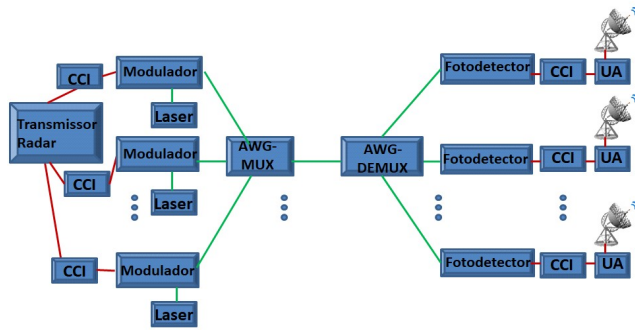 CCI
Modulador
Laser
Transmissor
Radar
Modulador
CCI
Laser
CCI
Modulador
Laser
AWG-
MUX
AWG-
DEMUX
Fotodetector
CCI
UA
Fotodetector
CCI
UA
Fotodetector
CCI
UA